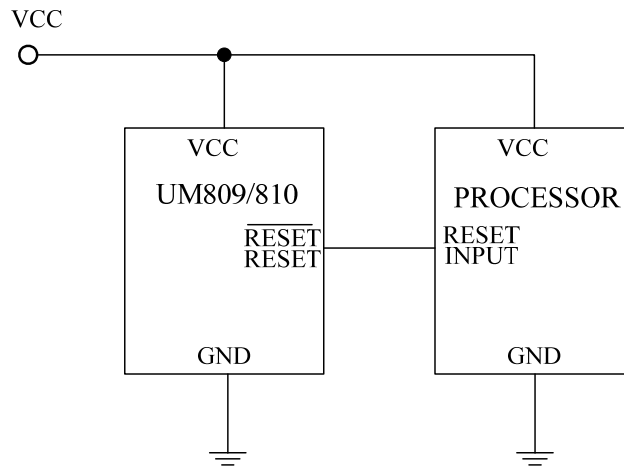 VCC
VCC
UM809/810
RESET
RESET
GND
VCC
PROCESSOR
RESET
INPUT
GND